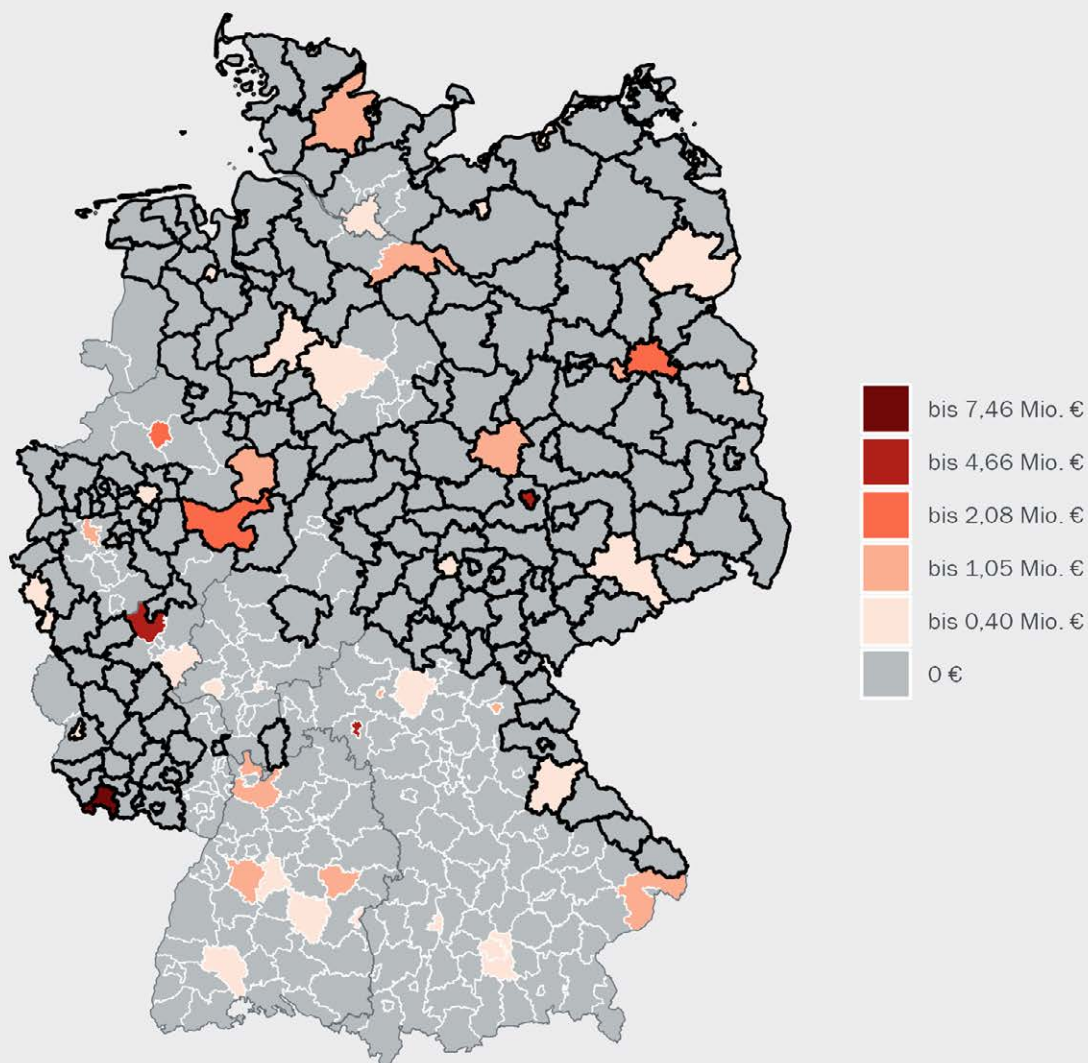 bis 7,46 Mio. €
bis 4,66 Mio. €
bis 2,08 Mio. €
bis 1,05 Mio. €
bis 0,40 Mio. €
0 €